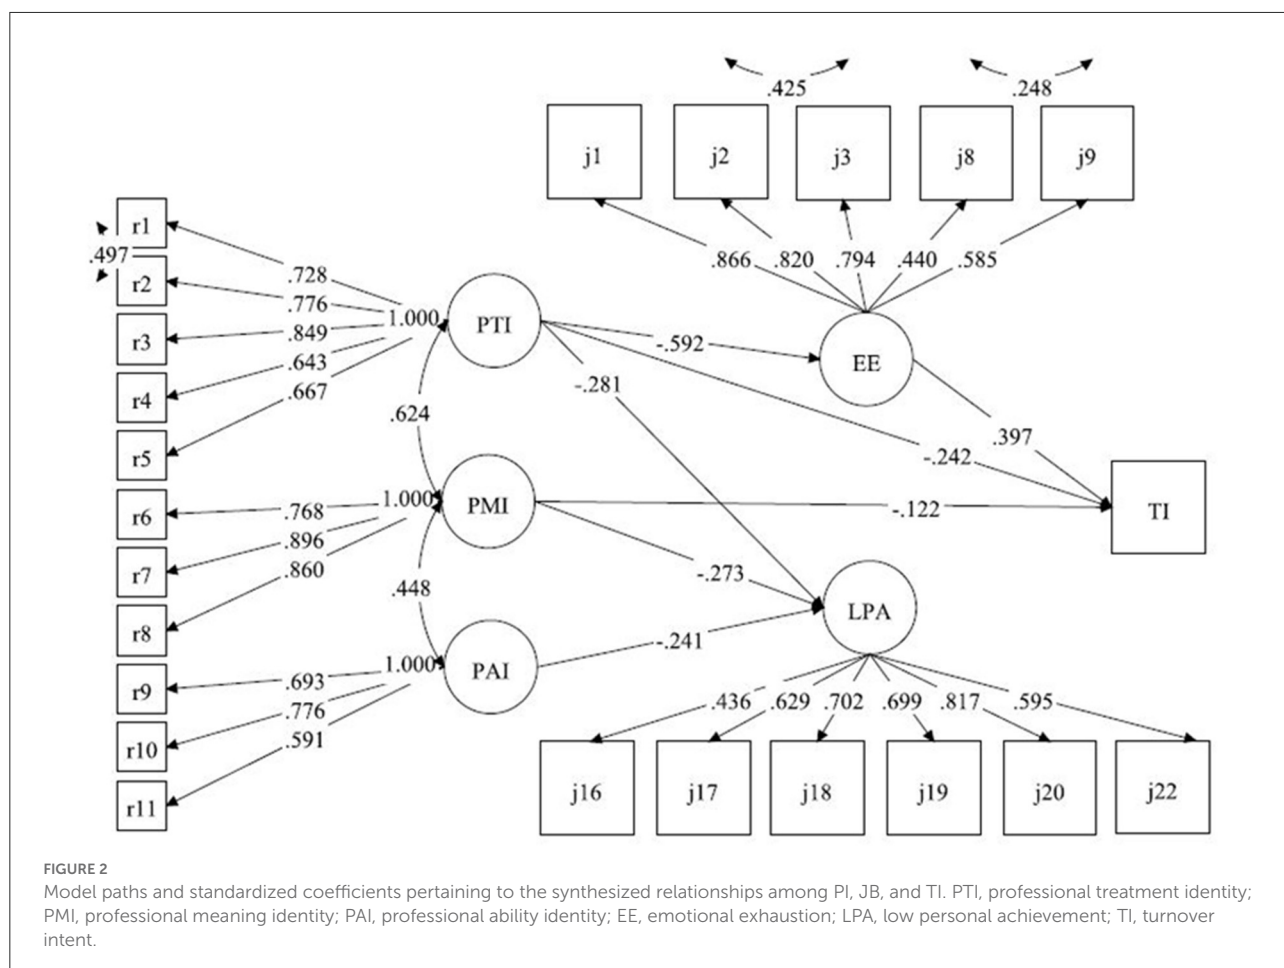 .425
.248
j1
j2
j3
j8
j9
r1
.497
r2
r3
r4
r5
r6
r7
r8
r9
r10
r11
.728
.776
.849
.643
.667
1.000
PTI
.866
.820
.794
.440
.585
-.592
EE
-.281
.624
.397
-.242
.768
.896
.860
1.000
PMI
-.122
TI
-.273
.448
LPA
-.241
.693
.776
.591
1.000
PAI
.436
.629
.702
.699
.817
.595
j16
j17
j18
j19
j20
j22
FIGURE 2
Model paths and standardized coefficients pertaining to the synthesized relationships among PI, JB, and TI. PTI, professional treatment identity;
PMI, professional meaning identity; PAI, professional ability identity; EE, emotional exhaustion; LPA, low personal achievement; TI, turnover
intent.